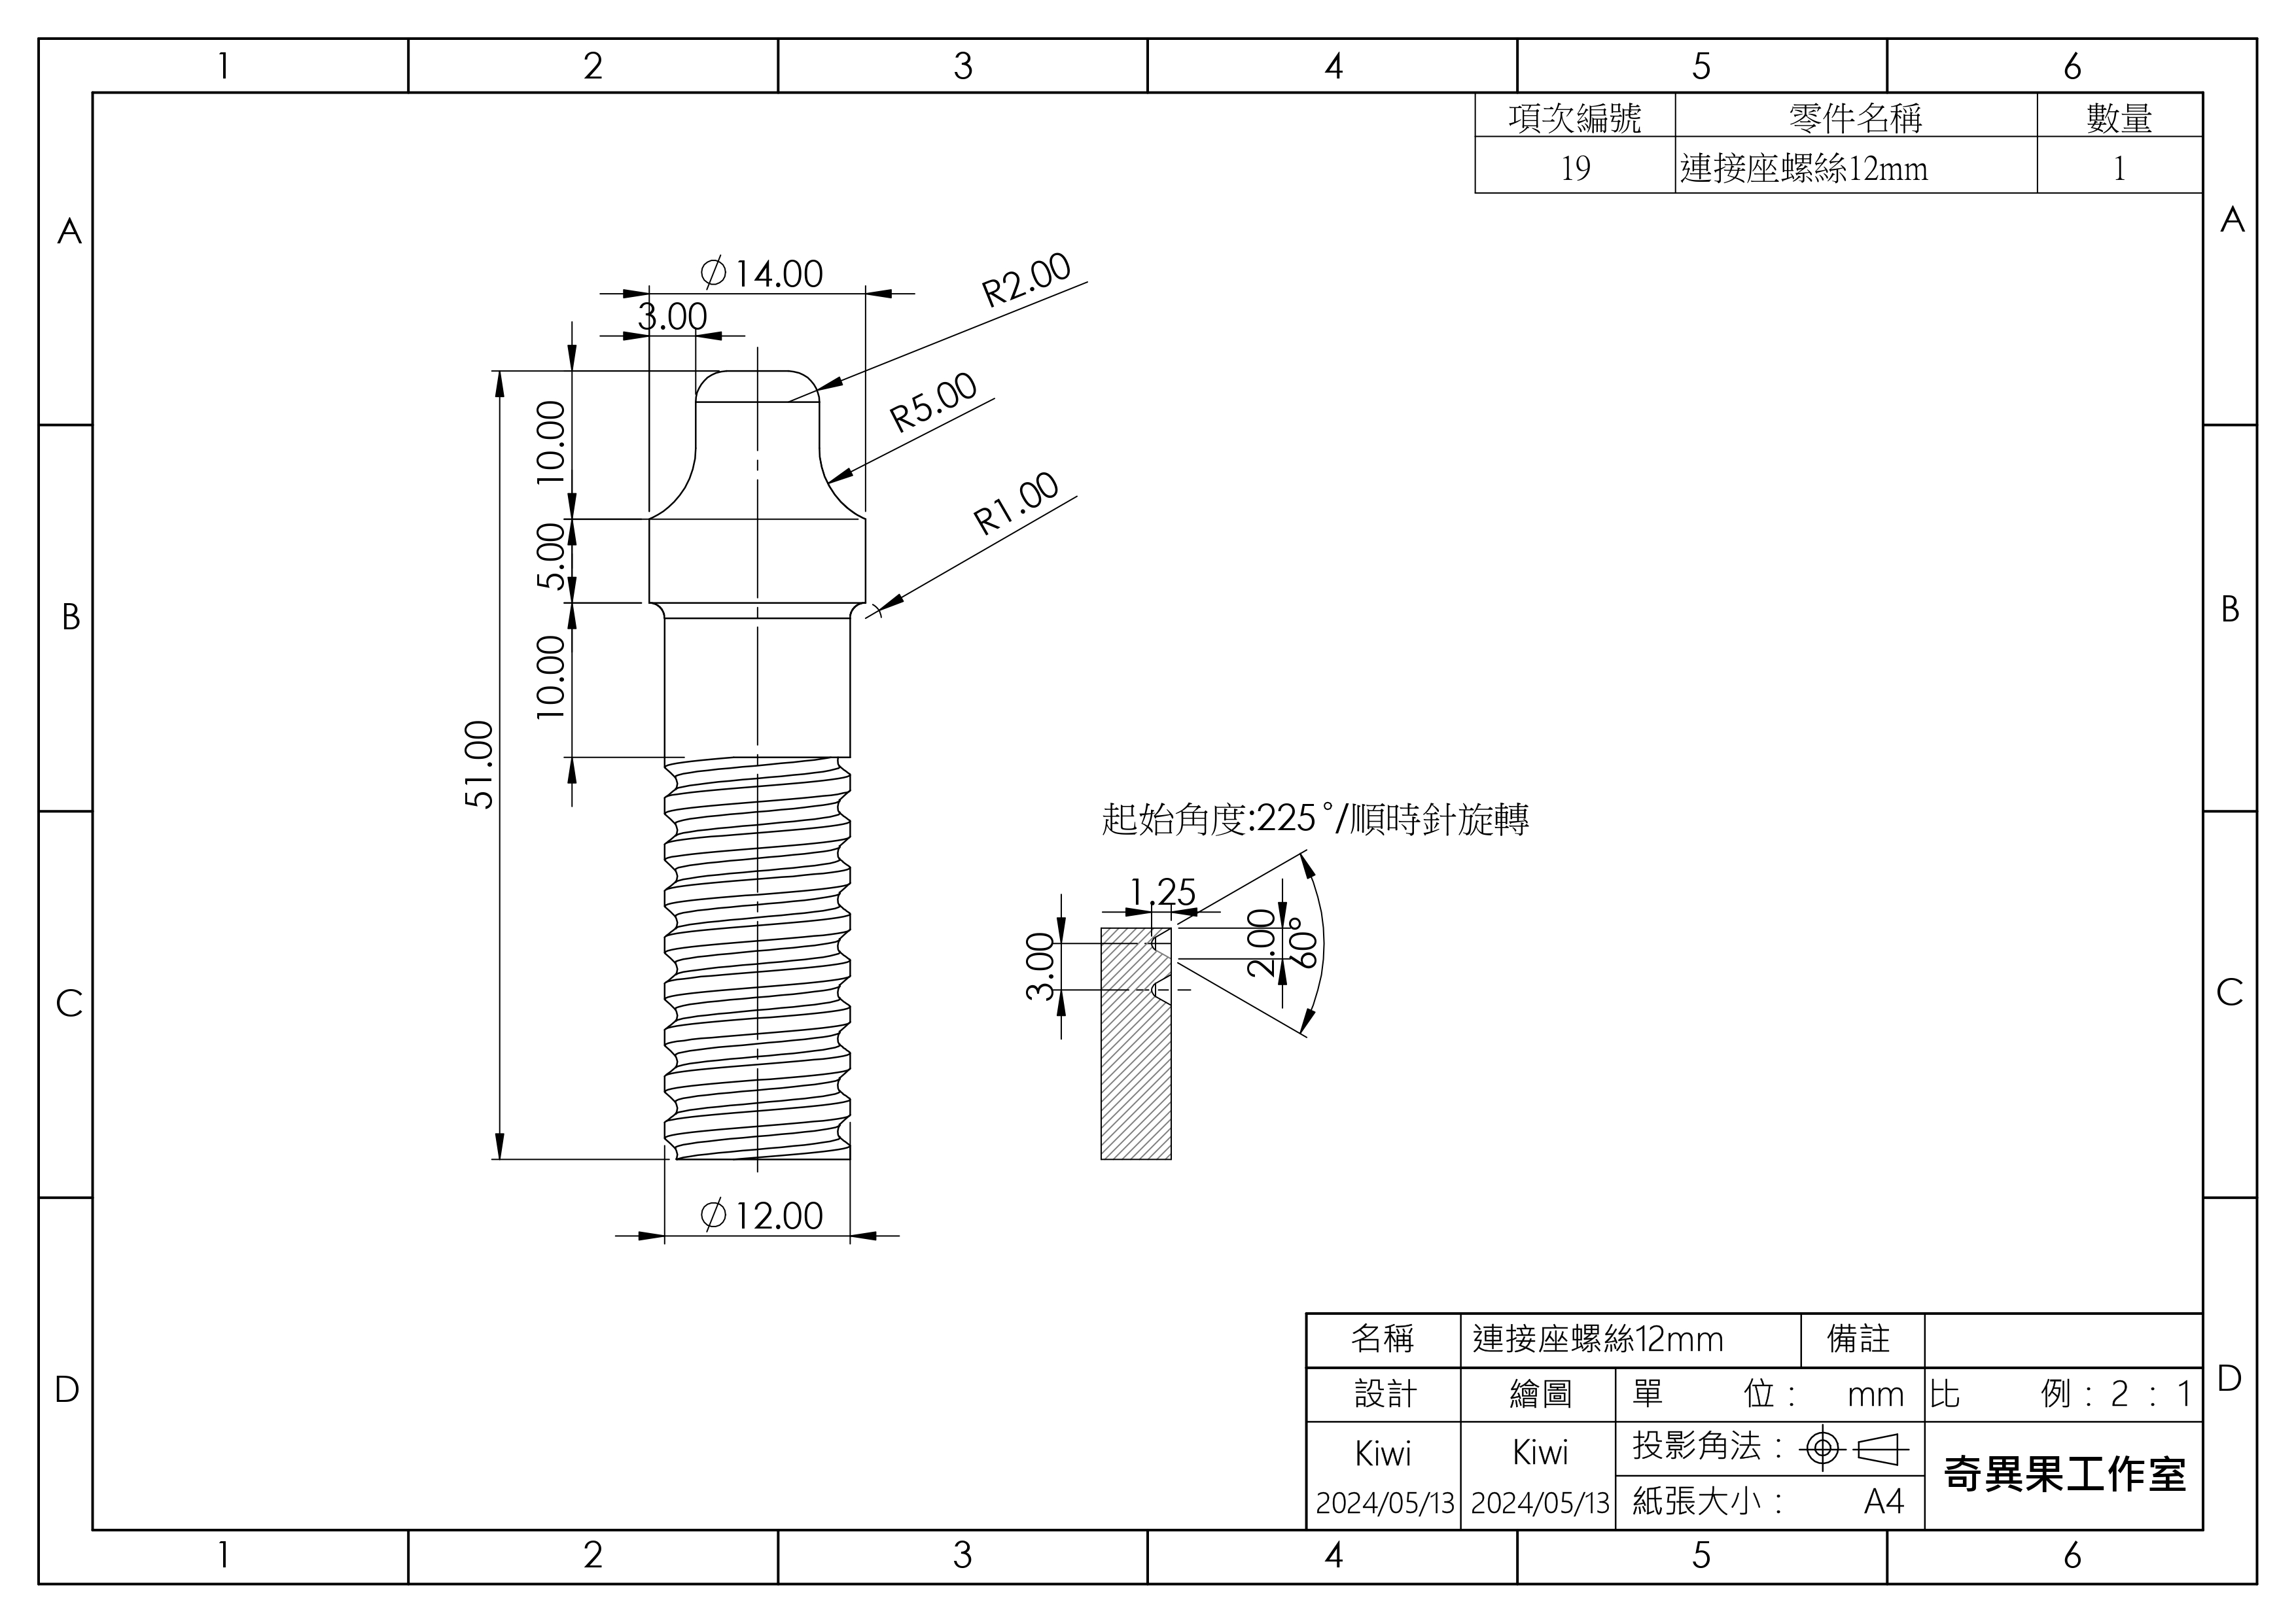 1 2 3 4 5 6
項次編號 零件名稱 數量
19 連接座螺絲12mm 1
A A
∅14.00
R2.00
3.00
R5.00
10.00
R1.00
5.00
B B
10.00
51.00
起始角度:225°/順時針旋轉
1.25
3.00
2.00
60°
C C
∅12.00
名稱 連接座螺絲12mm 備註
D D
設計 繪圖 單 位: mm 比 例:2:1
Kiwi Kiwi 投影角法:
奇異果工作室
2024/05/13 2024/05/13 紙張大小: A4
1 2 3 4 5 6